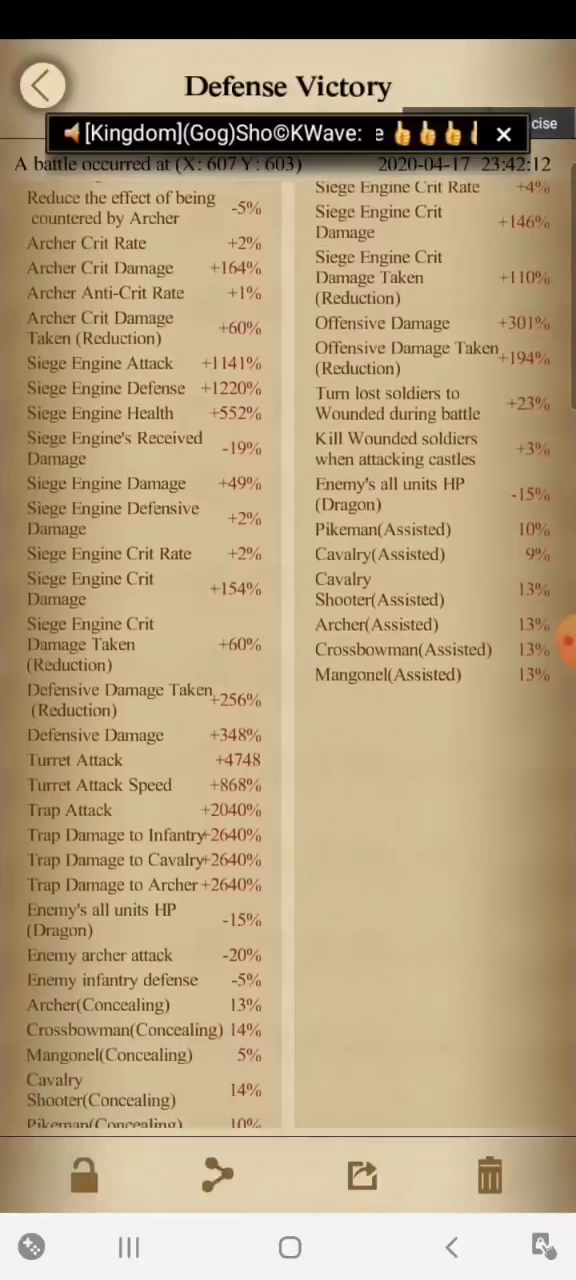 Defense Victory
[Kingdom](Gog)Sho©KWave: e 👍👍👍
cise
A battle occurred at (X: 607 Y: 603) 2020-04-17 23:42:12
Reduce the effect of being
countered by Archer -5%
Archer Crit Rate +2%
Archer Crit Damage +164%
Archer Anti-Crit Rate +1%
Archer Crit Damage
Taken (Reduction) +60%
Siege Engine Attack +1141%
Siege Engine Defense +1220%
Siege Engine Health +552%
Siege Engine's Received
Damage -19%
Siege Engine Damage +49%
Siege Engine Defensive
Damage +2%
Siege Engine Crit Rate +2%
Siege Engine Crit
Damage +154%
Siege Engine Crit
Damage Taken +60%
(Reduction)
Defensive Damage Taken
(Reduction) +256%
Defensive Damage +348%
Turret Attack +4748
Turret Attack Speed +868%
Trap Attack +2040%
Trap Damage to Infantry +2640%
Trap Damage to Cavalry +2640%
Trap Damage to Archer +2640%
Enemy's all units HP
(Dragon) -15%
Enemy archer attack -20%
Enemy infantry defense -5%
Archer(Concealing) 13%
Crossbowman(Concealing) 14%
Mangonel(Concealing) 5%
Cavalry
Shooter(Concealing) 14%
Pikeman(Concealing) 10%
Siege Engine Crit Rate +4%
Siege Engine Crit
Damage +146%
Siege Engine Crit
Damage Taken +110%
(Reduction)
Offensive Damage +301%
Offensive Damage Taken
(Reduction) +194%
Turn lost soldiers to
Wounded during battle +23%
Kill Wounded soldiers
when attacking castles +3%
Enemy's all units HP
(Dragon) -15%
Pikeman(Assisted) 10%
Cavalry(Assisted) 9%
Cavalry
Shooter(Assisted) 13%
Archer(Assisted) 13%
Crossbowman(Assisted) 13%
Mangonel(Assisted) 13%